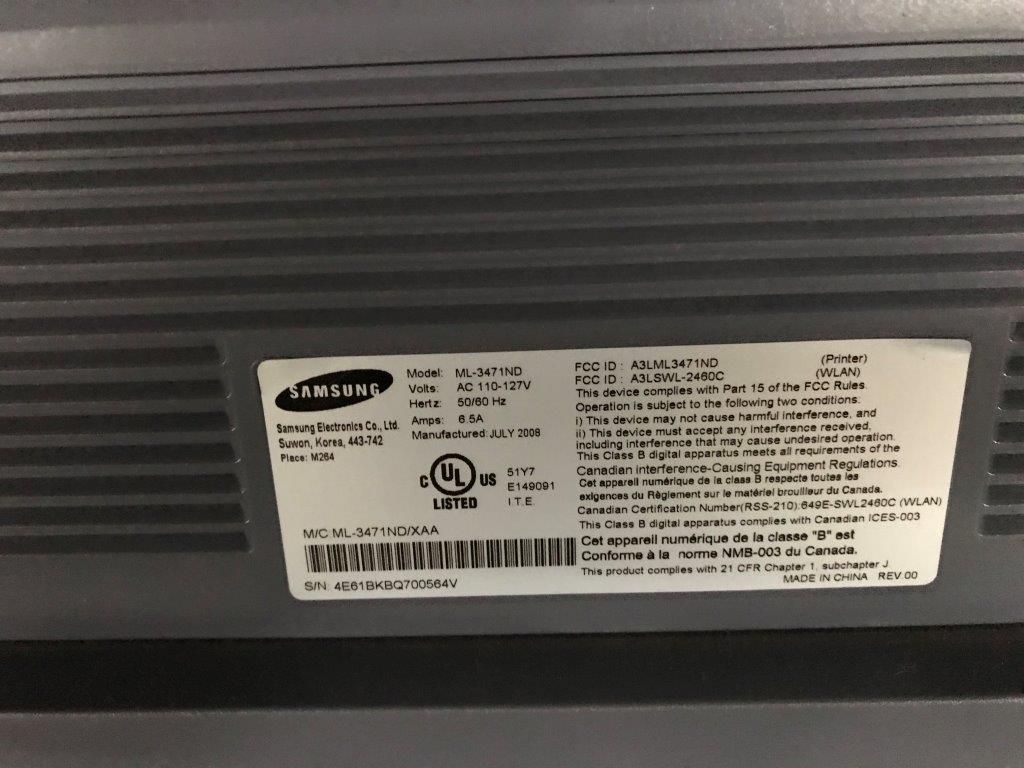 SAMSUNG
Samsung Electronics Co., Ltd.
Suwon, Korea, 443-742
Place: M264
Model: ML-3471ND
Volts: AC 110-127V
Hertz: 50/60 Hz
Amps: 6.5A
Manufactured: JULY 2008
C UL US
LISTED
51Y7
E149091
I.T.E.
M/C ML-3471ND/XAA
S/N 4E61BKBQ700564V
FCC ID : A3LML3471ND (Printer)
FCC ID : A3LSWL-2460C (WLAN)
This device complies with Part 15 of the FCC Rules.
Operation is subject to the following two conditions:
i) This device may not cause harmful interference, and
ii) This device must accept any interference received,
including interference that may cause undesired operation.
This Class B digital apparatus meets all requirements of the
Canadian interference-Causing Equipment Regulations.
Cet appareil numérique de la class B respecte toutes les
exigences du Règlement sur le matériel brouilleur du Canada.
Canadian Certification Number(RSS-210):649E-SWL2460C (WLAN)
This Class B digital apparatus complies with Canadian ICES-003
Cet appareil numérique de la classe "B" est
Conforme à la norme NMB-003 du Canada.
This product complies with 21 CFR Chapter 1, subchapter J.
MADE IN CHINA REV 00